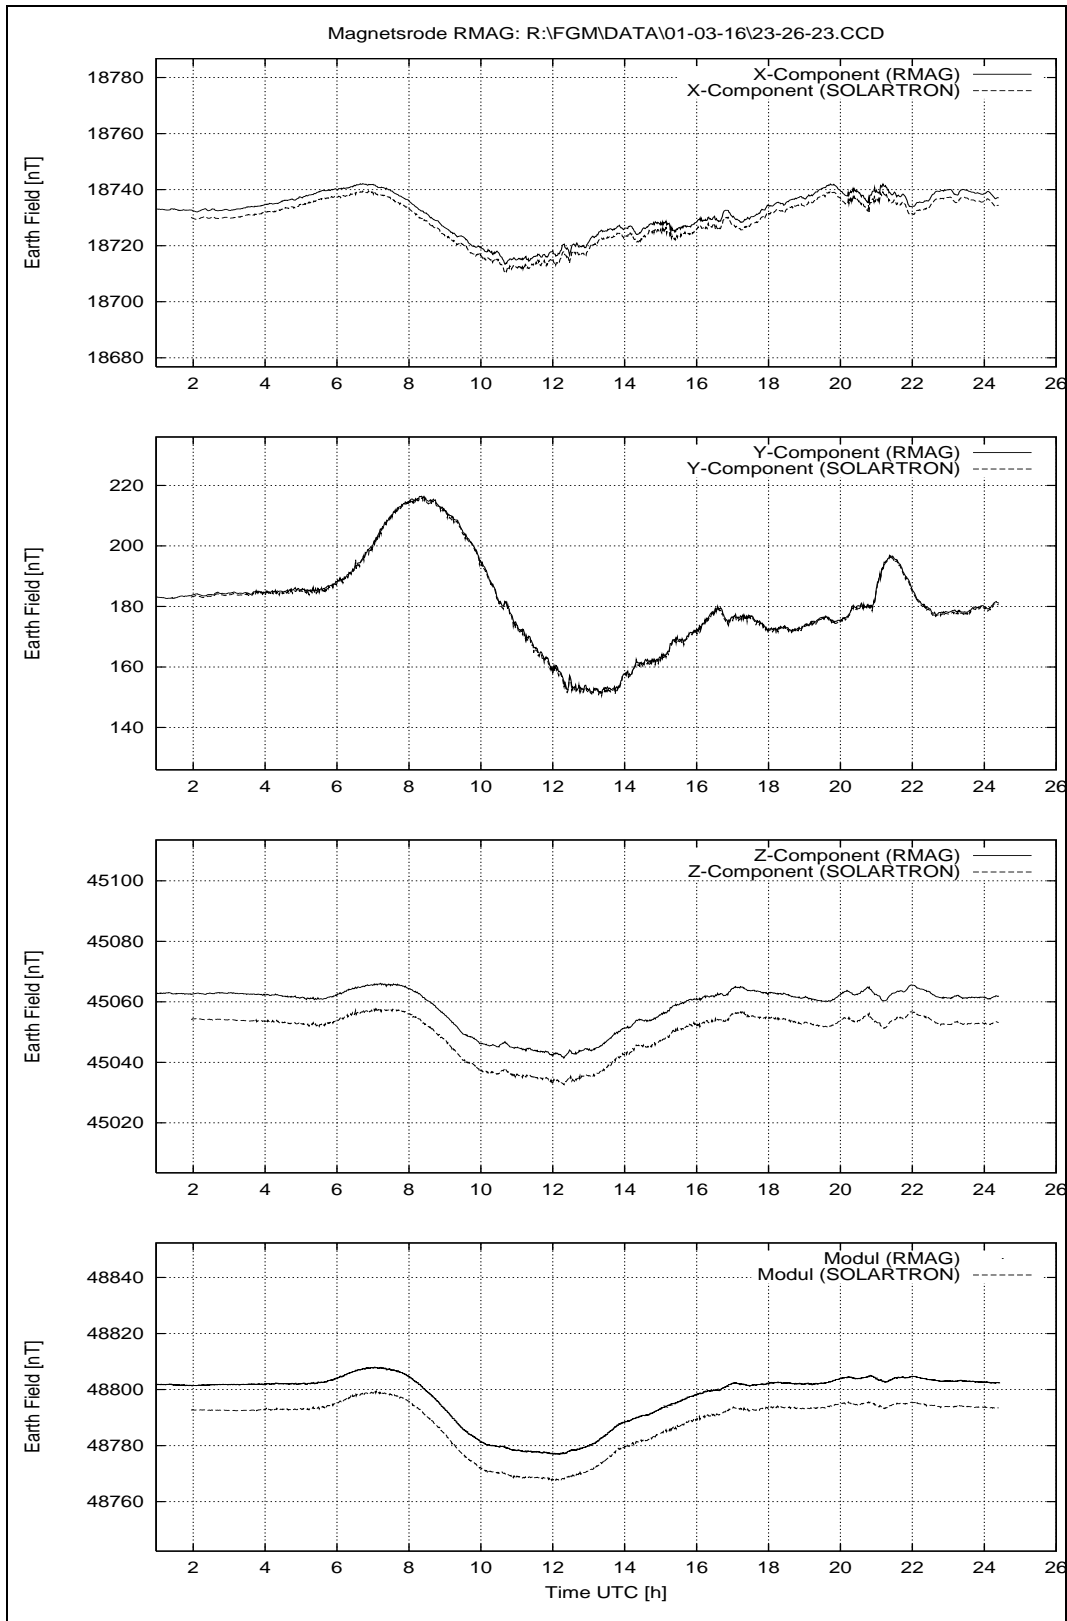 Magnetsrode RMAG: R:\FGM\DATA\01-03-16\23-26-23.CCD
X-Component (RMAG)
X-Component (SOLARTRON)
Earth Field [nT]
18780
18760
18740
18720
18700
18680
2 4 6 8 10 12 14 16 18 20 22 24 26
Y-Component (RMAG)
Y-Component (SOLARTRON)
Earth Field [nT]
220
200
180
160
140
2 4 6 8 10 12 14 16 18 20 22 24 26
Z-Component (RMAG)
Z-Component (SOLARTRON)
Earth Field [nT]
45100
45080
45060
45040
45020
2 4 6 8 10 12 14 16 18 20 22 24 26
Modul (RMAG)
Modul (SOLARTRON)
Earth Field [nT]
48840
48820
48800
48780
48760
2 4 6 8 10 12 14 16 18 20 22 24 26
Time UTC [h]